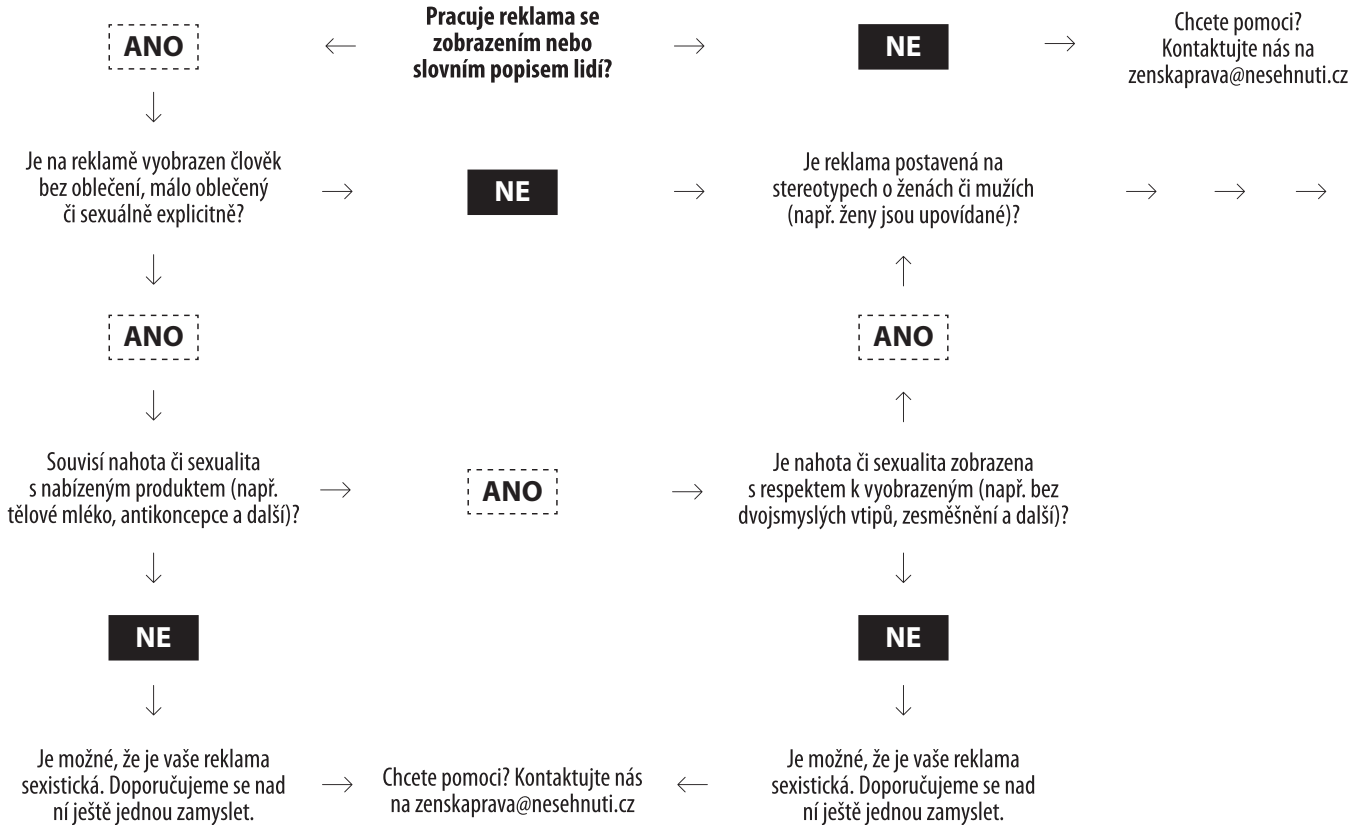 Pracuje reklama se
zobrazením nebo
slovním popisem lidí?
ANO
NE
Chcete pomoci?
Kontaktujte nás na
zenskaprava@nesehnuti.cz
Je na reklamě vyobrazen člověk
bez oblečení, málo oblečený
či sexuálně explicitně?
NE
Je reklama postavená na
stereotypech o ženách či mužích
(např. ženy jsou upovídané)?
ANO
ANO
Souvisí nahota či sexualita
s nabízeným produktem (např.
tělové mléko, antikoncepce a další)?
ANO
Je nahota či sexualita zobrazena
s respektem k vyobrazeným (např. bez
dvojsmyslých vtipů, zesměšnění a další)?
NE
NE
Je možné, že je vaše reklama
sexistická. Doporučujeme se nad
ní ještě jednou zamyslet.
Chcete pomoci? Kontaktujte nás
na zenskaprava@nesehnuti.cz
Je možné, že je vaše reklama
sexistická. Doporučujeme se nad
ní ještě jednou zamyslet.